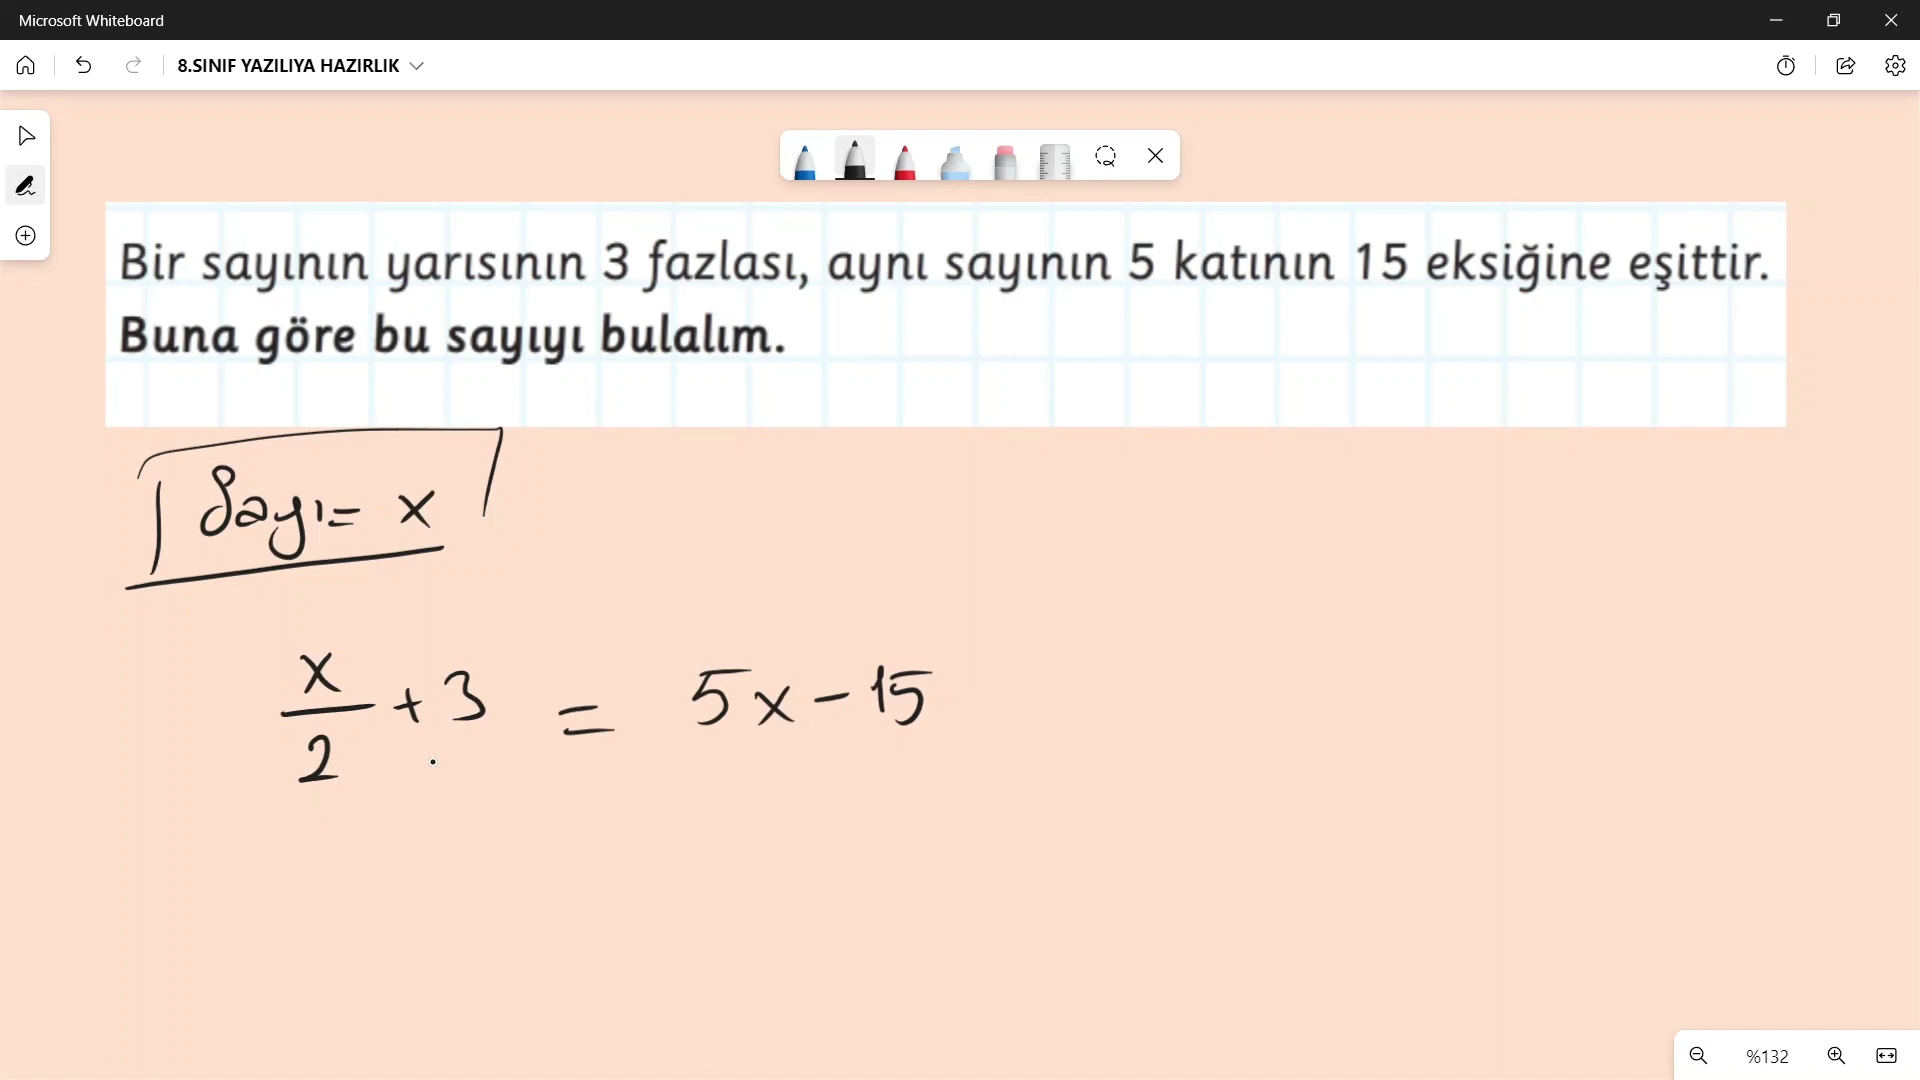 Microsoft Whiteboard
8.SINIF YAZILIYA HAZIRLIK
Bir sayının yarısının 3 fazlası, aynı sayının 5 katının 15 eksiğine eşittir.
Buna göre bu sayıyı bulalım.
Sayı= x
x/2 + 3 = 5x - 15
%132